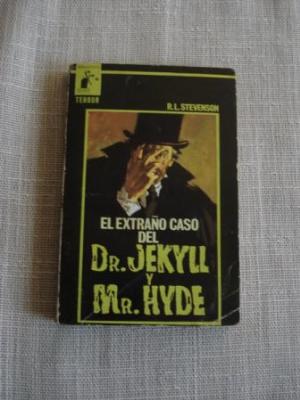 TERROR
R.L. STEVENSON
EL EXTRAÑO CASO
DEL
DR. JEKYLL
Y
MR. HYDE